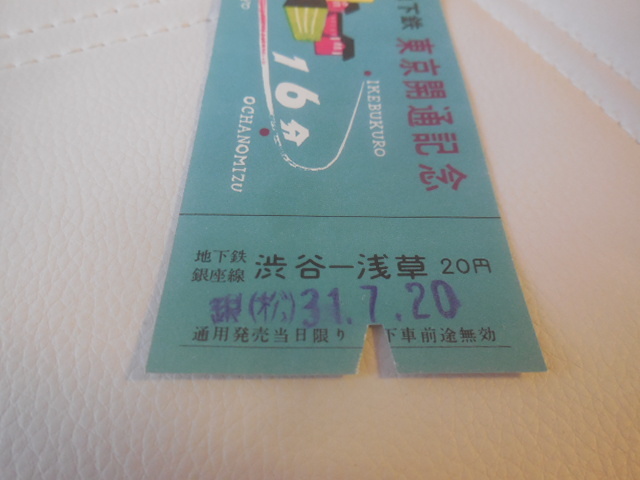 下鉄 東京開通記念
YO
16分
IKEBUKURO
OCHANOMIZU
地下鉄
銀座線 渋谷—浅草 20円
銀(松)31.7.20
通用発売当日限り 下車前途無効